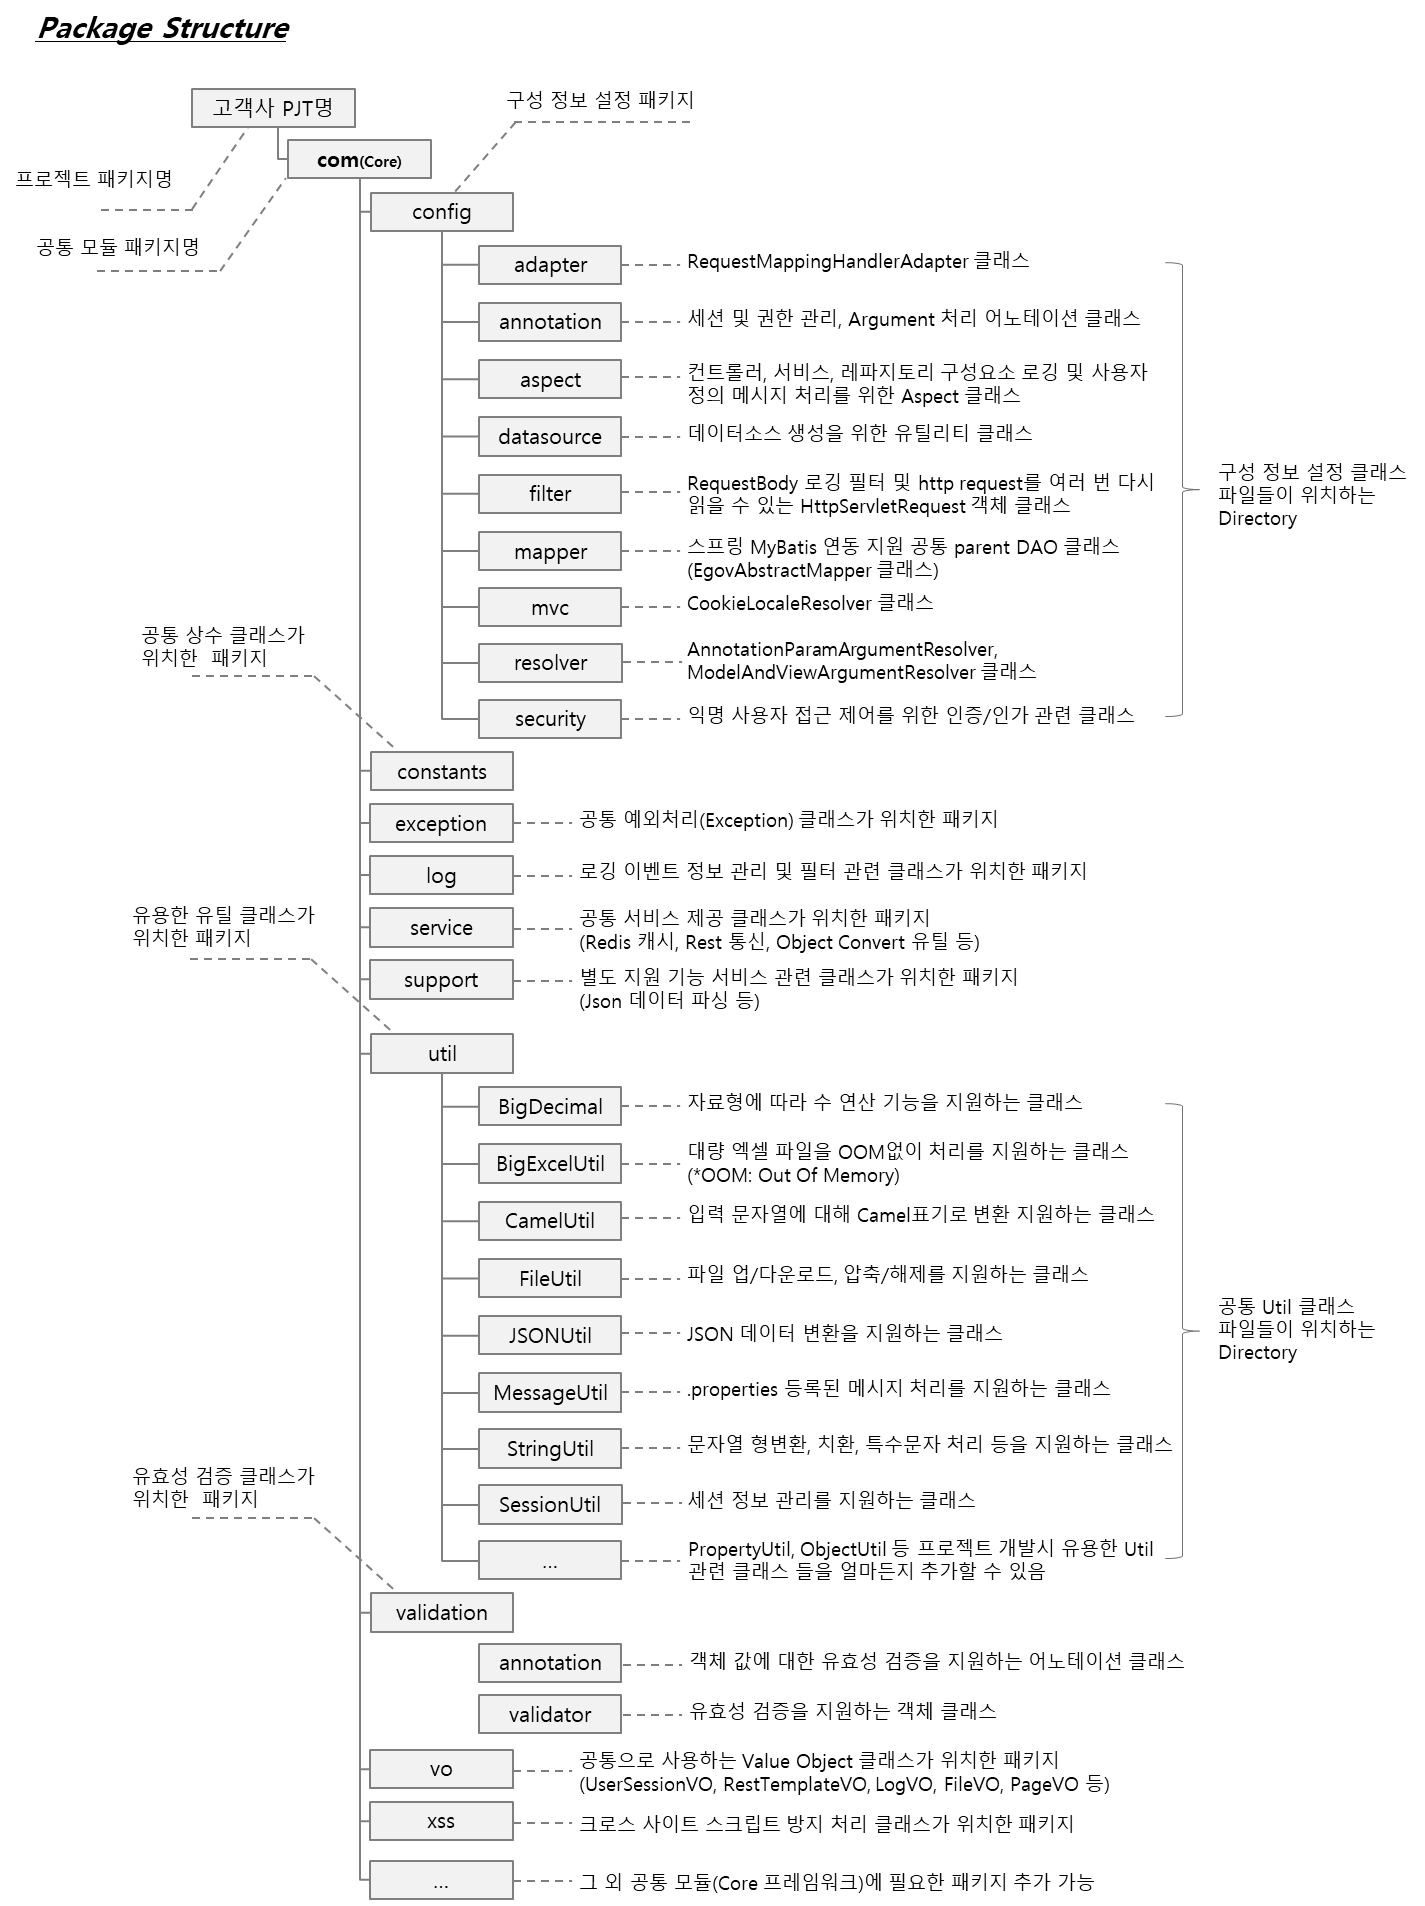 Package Structure
고객사 PJT명
구성 정보 설정 패키지
com(Core)
프로젝트 패키지명
config
공통 모듈 패키지명
adapter
RequestMappingHandlerAdapter 클래스
annotation
세션 및 권한 관리, Argument 처리 어노테이션 클래스
aspect
컨트롤러, 서비스, 레파지토리 구성요소 로깅 및 사용자
정의 메시지 처리를 위한 Aspect 클래스
datasource
데이터소스 생성을 위한 유틸리티 클래스
filter
RequestBody 로깅 필터 및 http request를 여러 번 다시
읽을 수 있는 HttpServletRequest 객체 클래스
구성 정보 설정 클래스
파일들이 위치하는
Directory
mapper
스프링 MyBatis 연동 지원 공통 parent DAO 클래스
(EgovAbstractMapper 클래스)
mvc
CookieLocaleResolver 클래스
공통 상수 클래스가
위치한  패키지
resolver
AnnotationParamArgumentResolver,
ModelAndViewArgumentResolver 클래스
security
익명 사용자 접근 제어를 위한 인증/인가 관련 클래스
constants
exception
공통 예외처리(Exception) 클래스가 위치한 패키지
log
로깅 이벤트 정보 관리 및 필터 관련 클래스가 위치한 패키지
유용한 유틸 클래스가
위치한 패키지
service
공통 서비스 제공 클래스가 위치한 패키지
(Redis 캐시, Rest 통신, Object Convert 유틸 등)
support
별도 지원 기능 서비스 관련 클래스가 위치한 패키지
(Json 데이터 파싱 등)
util
BigDecimal
자료형에 따라 수 연산 기능을 지원하는 클래스
BigExcelUtil
대량 엑셀 파일을 OOM없이 처리를 지원하는 클래스
(*OOM: Out Of Memory)
CamelUtil
입력 문자열에 대해 Camel표기로 변환 지원하는 클래스
FileUtil
파일 업/다운로드, 압축/해제를 지원하는 클래스
JSONUtil
JSON 데이터 변환을 지원하는 클래스
공통 Util 클래스
파일들이 위치하는
Directory
MessageUtil
.properties 등록된 메시지 처리를 지원하는 클래스
StringUtil
문자열 형변환, 치환, 특수문자 처리 등을 지원하는 클래스
유효성 검증 클래스가
위치한  패키지
SessionUtil
세션 정보 관리를 지원하는 클래스
...
PropertyUtil, ObjectUtil 등 프로젝트 개발시 유용한 Util
관련 클래스 들을 얼마든지 추가할 수 있음
validation
annotation
객체 값에 대한 유효성 검증을 지원하는 어노테이션 클래스
validator
유효성 검증을 지원하는 객체 클래스
vo
공통으로 사용하는 Value Object 클래스가 위치한 패키지
(UserSessionVO, RestTemplateVO, LogVO, FileVO, PageVO 등)
xss
크로스 사이트 스크립트 방지 처리 클래스가 위치한 패키지
...
그 외 공통 모듈(Core 프레임워크)에 필요한 패키지 추가 가능